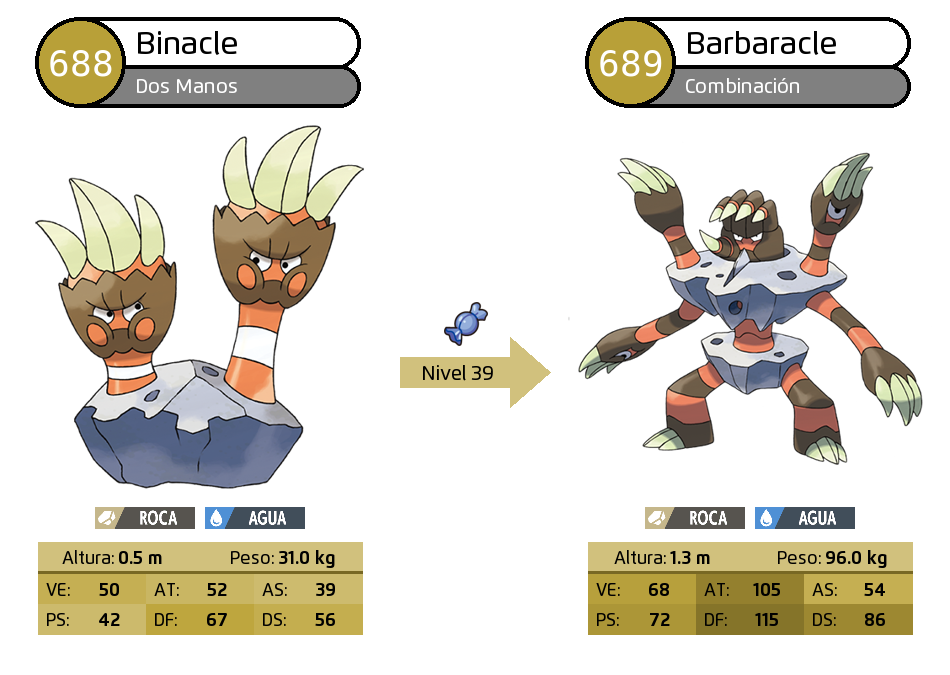 688
Binacle
Dos Manos
689
Barbaracle
Combinación
Nivel 39
ROCA AGUA
Altura: 0.5 m Peso: 31.0 kg
VE: 50 AT: 52 AS: 39
PS: 42 DF: 67 DS: 56
ROCA AGUA
Altura: 1.3 m Peso: 96.0 kg
VE: 68 AT: 105 AS: 54
PS: 72 DF: 115 DS: 86